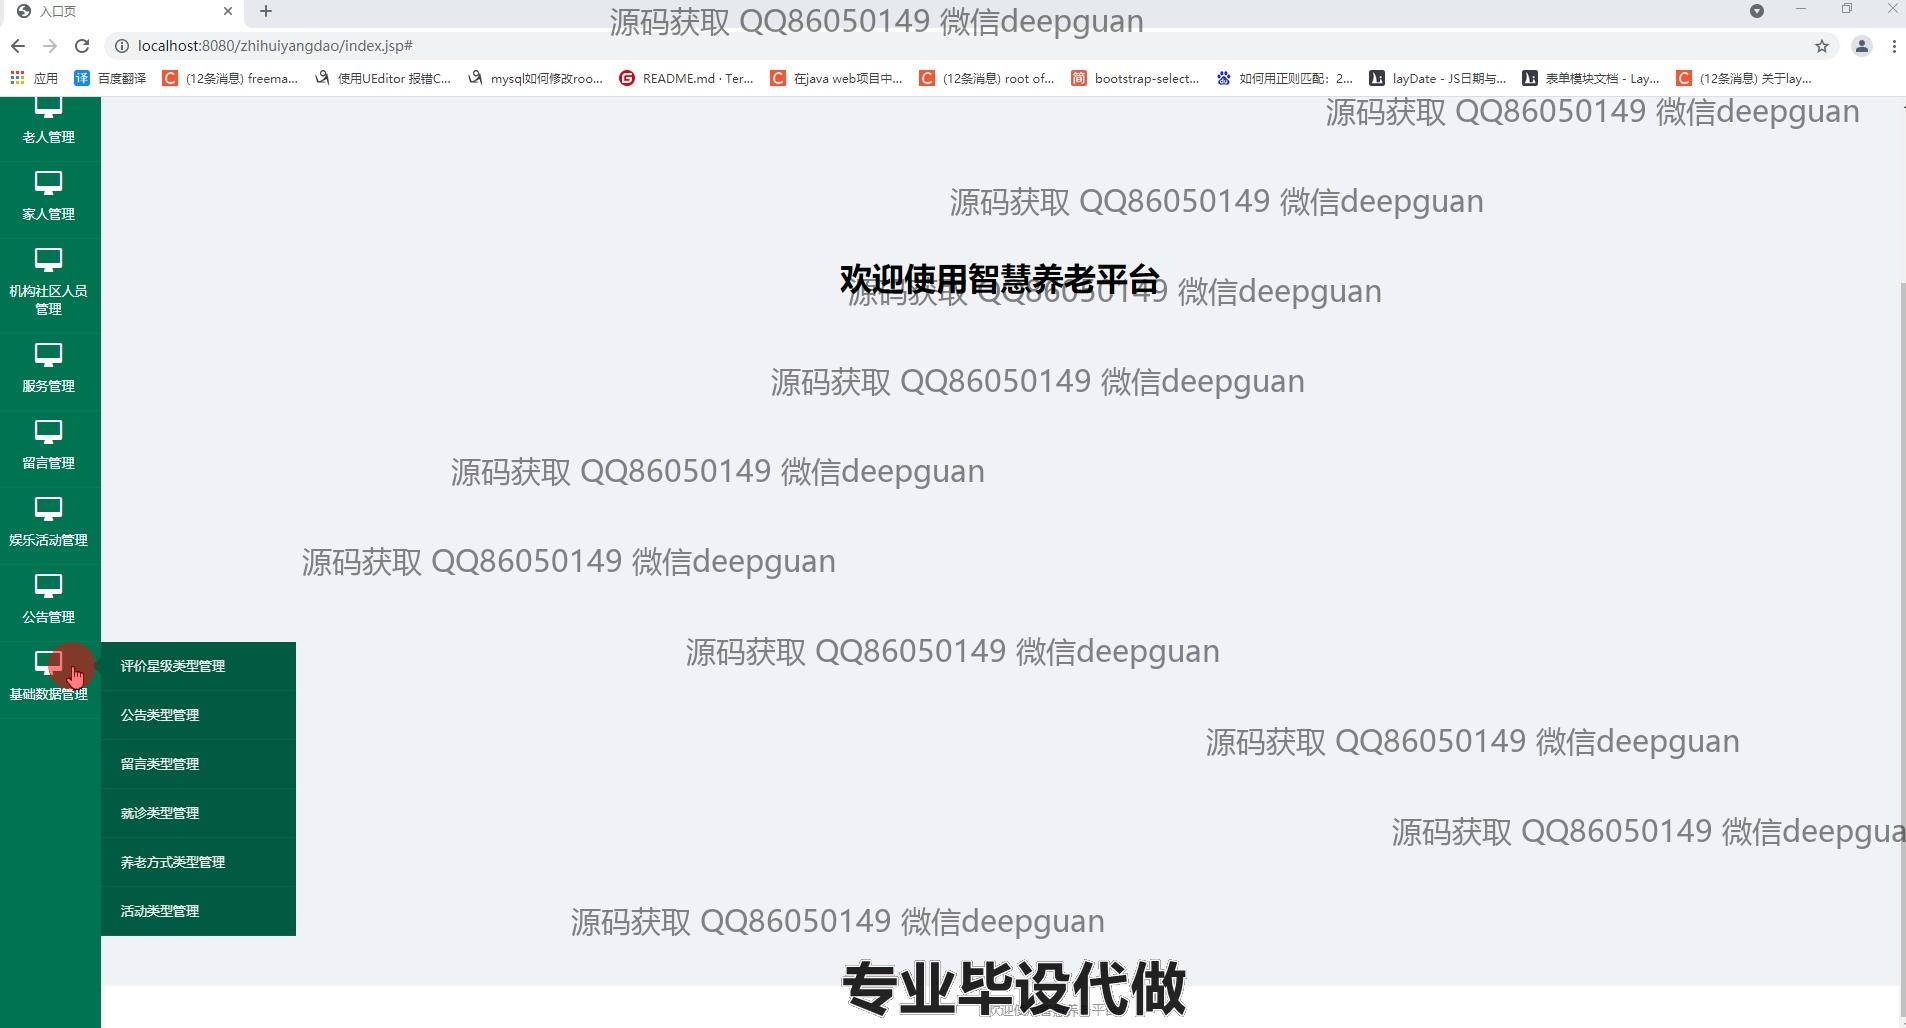 入口页
源码获取 QQ86050149 微信deepguan
localhost:8080/zhihuiyangdao/index.jsp#
应用
百度翻译
(12条消息) freema...
使用UEditor 报错C...
mysql如何修改roo...
README.md · Ter...
在java web项目中...
(12条消息) root of...
bootstrap-select...
如何用正则匹配：2...
layDate - JS日期与...
表单模块文档 - Lay...
(12条消息) 关于lay...
源码获取 QQ86050149 微信deepguan
老人管理
源码获取 QQ86050149 微信deepguan
家人管理
欢迎使用智慧养老平台
源码获取 QQ86050149 微信deepguan
机构社区人员
管理
源码获取 QQ86050149 微信deepguan
服务管理
源码获取 QQ86050149 微信deepguan
留言管理
娱乐活动管理
源码获取 QQ86050149 微信deepguan
公告管理
源码获取 QQ86050149 微信deepguan
基础数据管理
评价星级类型管理
公告类型管理
源码获取 QQ86050149 微信deepguan
留言类型管理
就诊类型管理
源码获取 QQ86050149 微信deepgua
养老方式类型管理
活动类型管理
源码获取 QQ86050149 微信deepguan
专业毕设代做